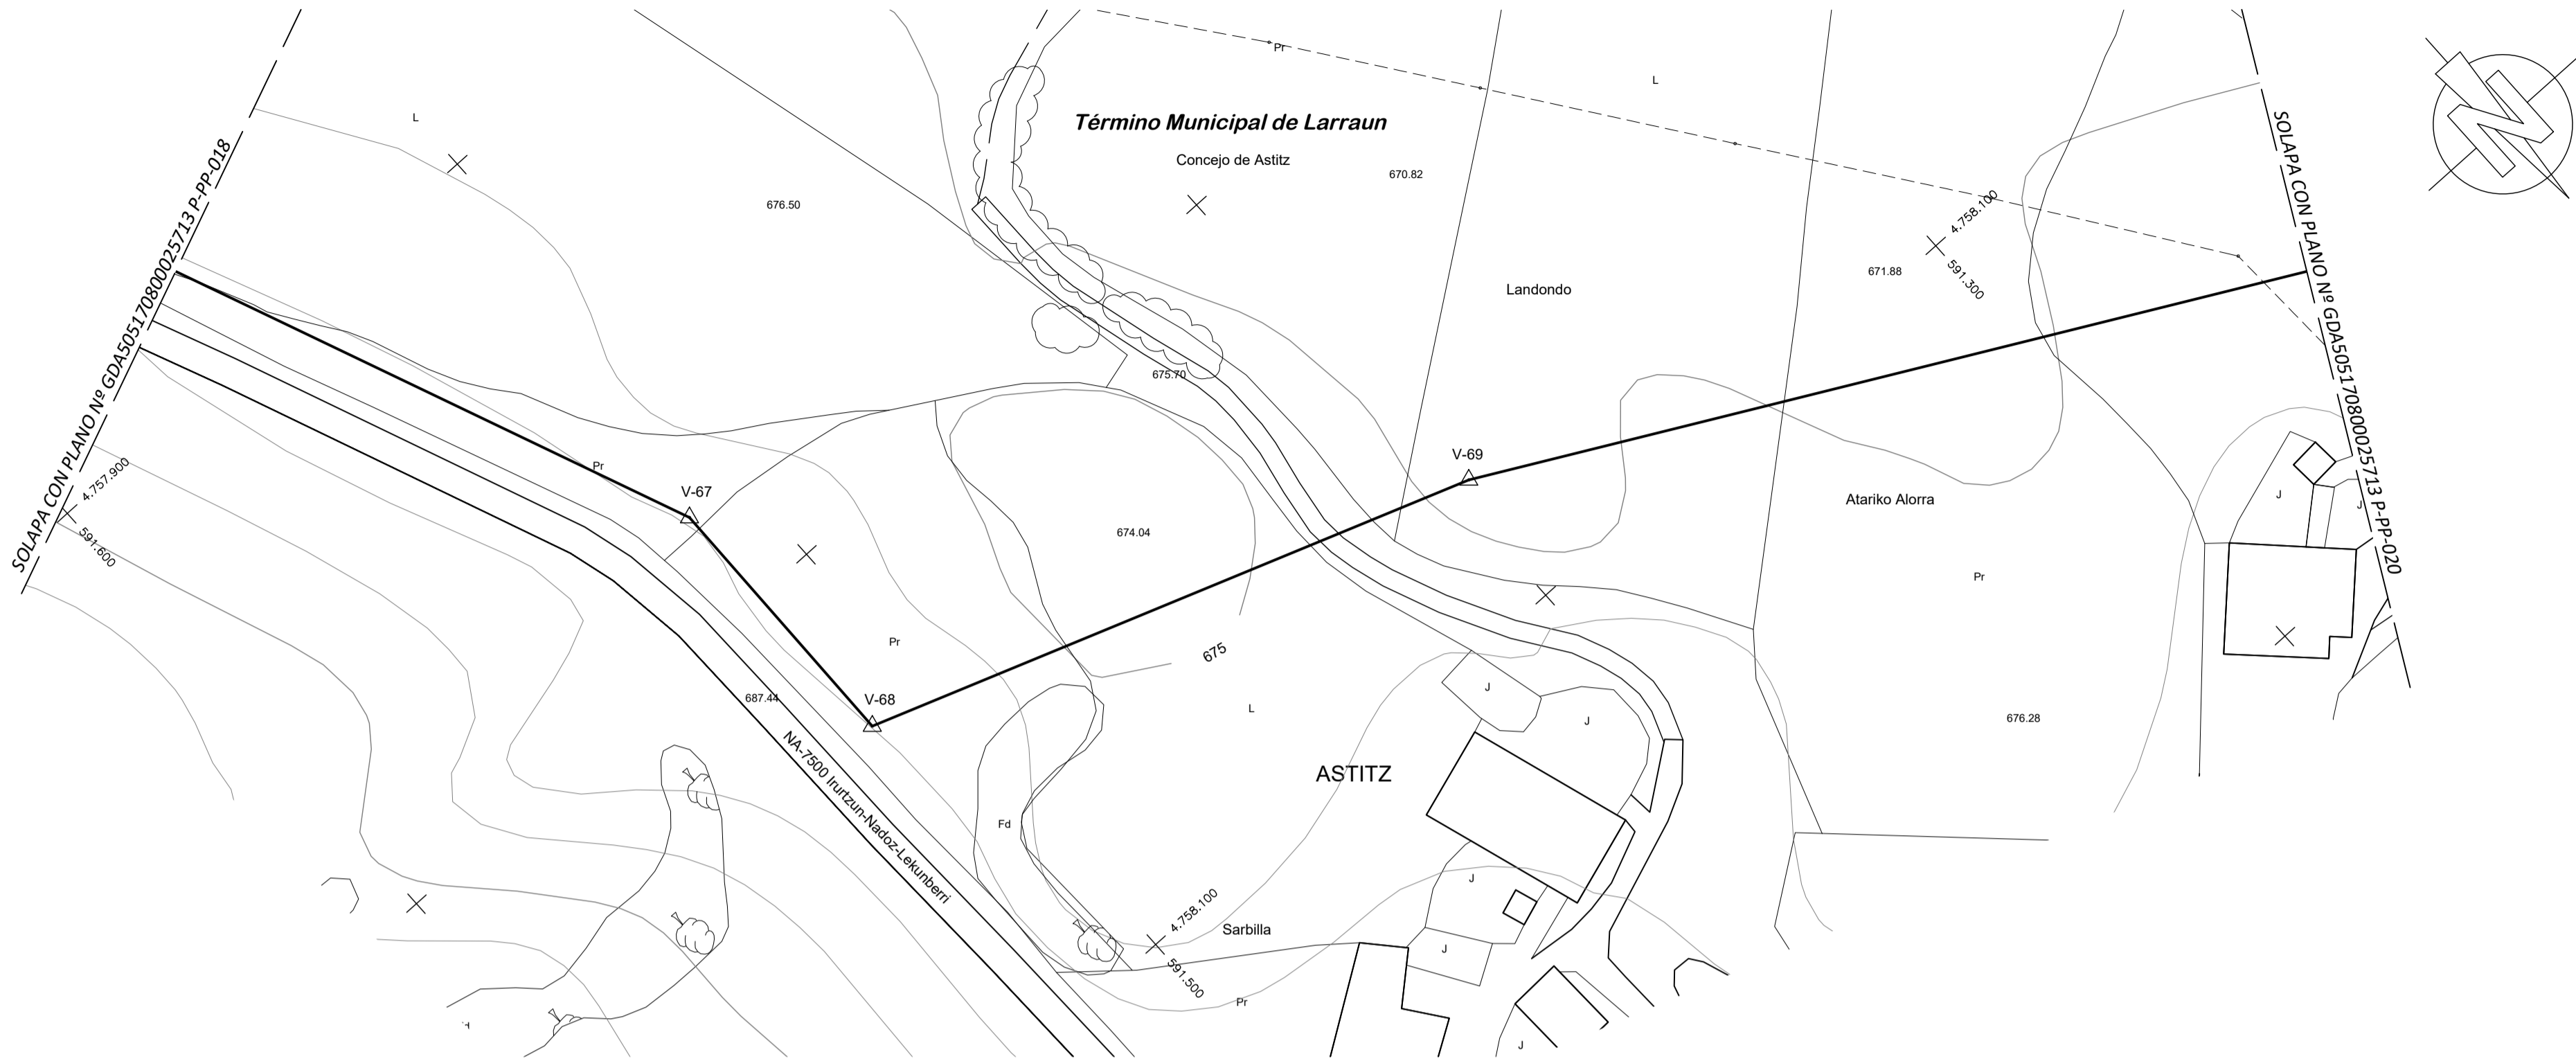 Pr
L
L
Término Municipal de Larraun
Concejo de Astitz
670.82
676.50
SOLAPA CON PLANO Nº GDA5051708000025713 P-PP-018
SOLAPA CON PLANO Nº GDA5051708000025713 P-PP-020
N
4.758.100
591.300
671.88
Landondo
675.70
V-69
Pr
V-67
4.757.900
591.600
Atariko Alorra
J
J
674.04
Pr
Pr
675
V-68
687.44
L
J
J
676.28
NA-7500 Irurtzun-Nadoz-Lekunberri
ASTITZ
Fd
J
4.758.100
591.500
Sarbilla
J
Pr
J